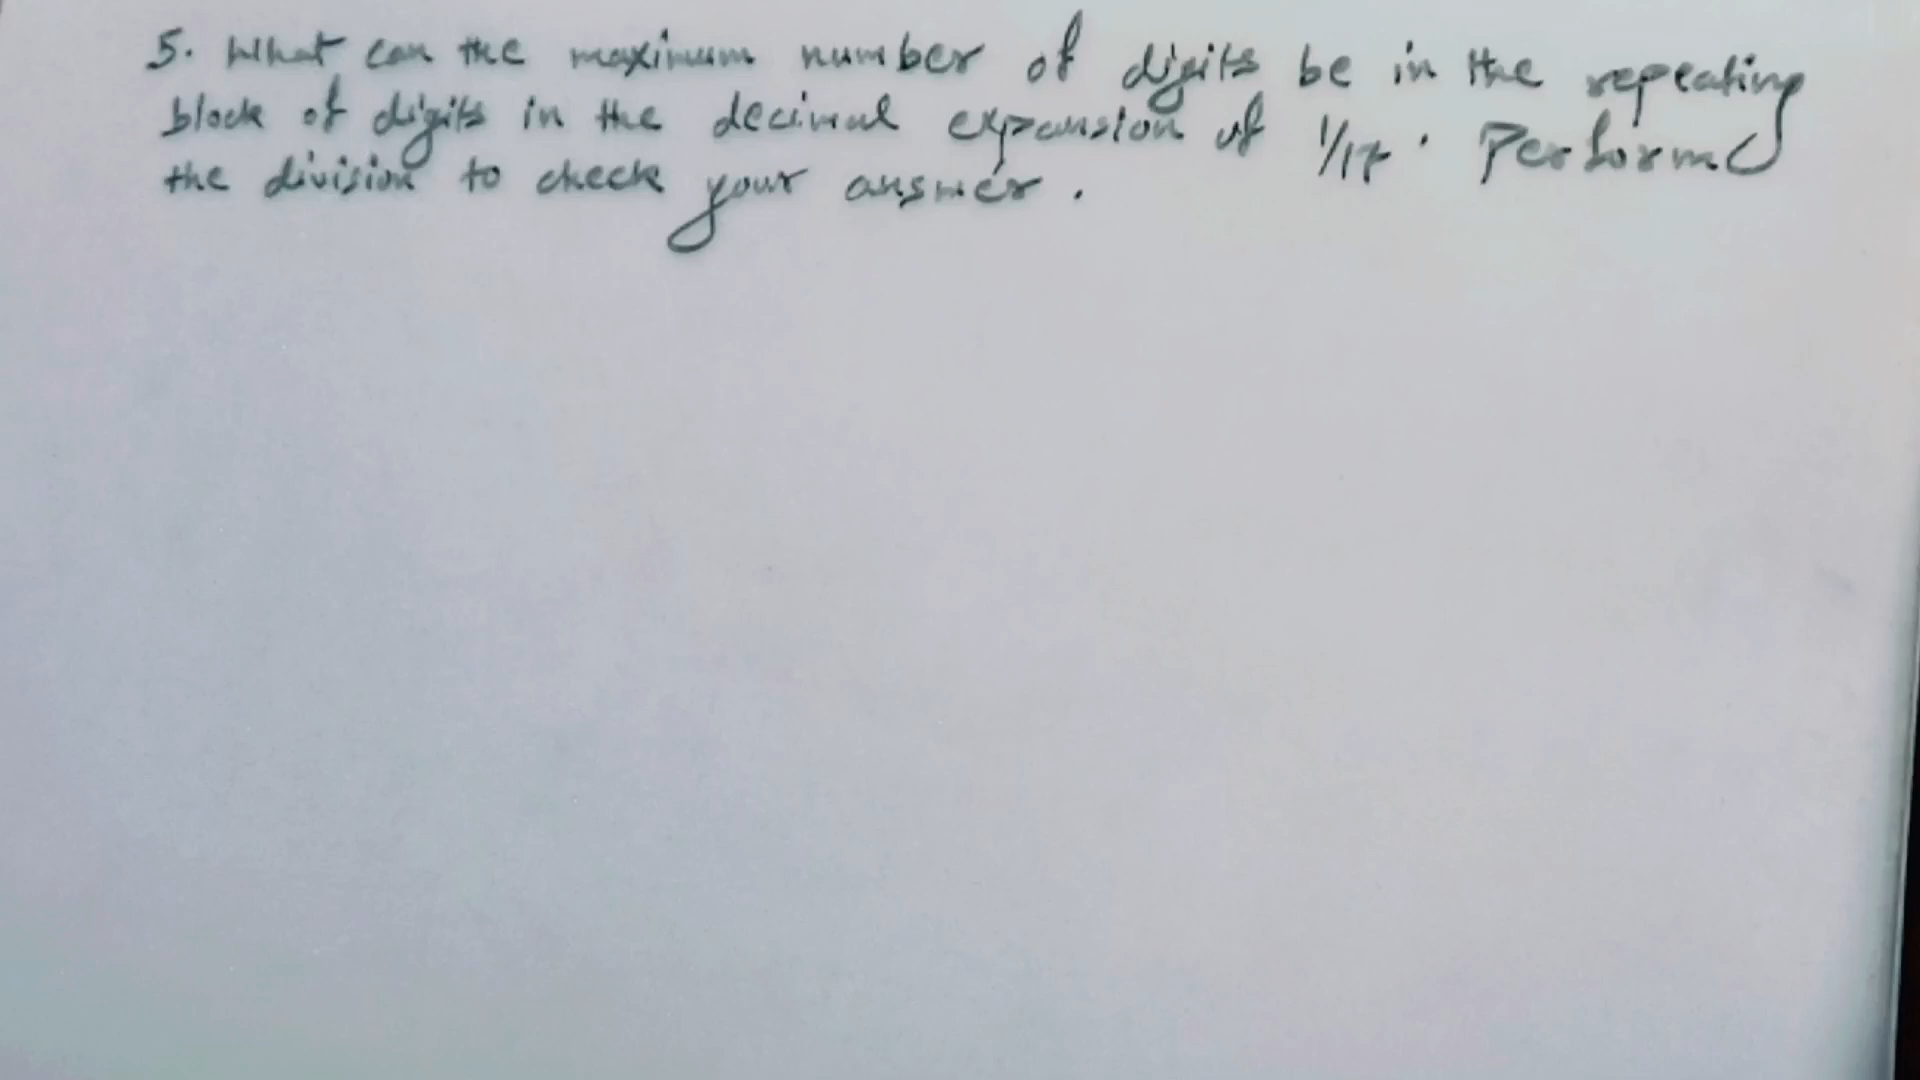 5. What can the maximum number of digits be in the repeating
block of digits in the decimal expansion of 1/17. Perform
the division to check your answer.